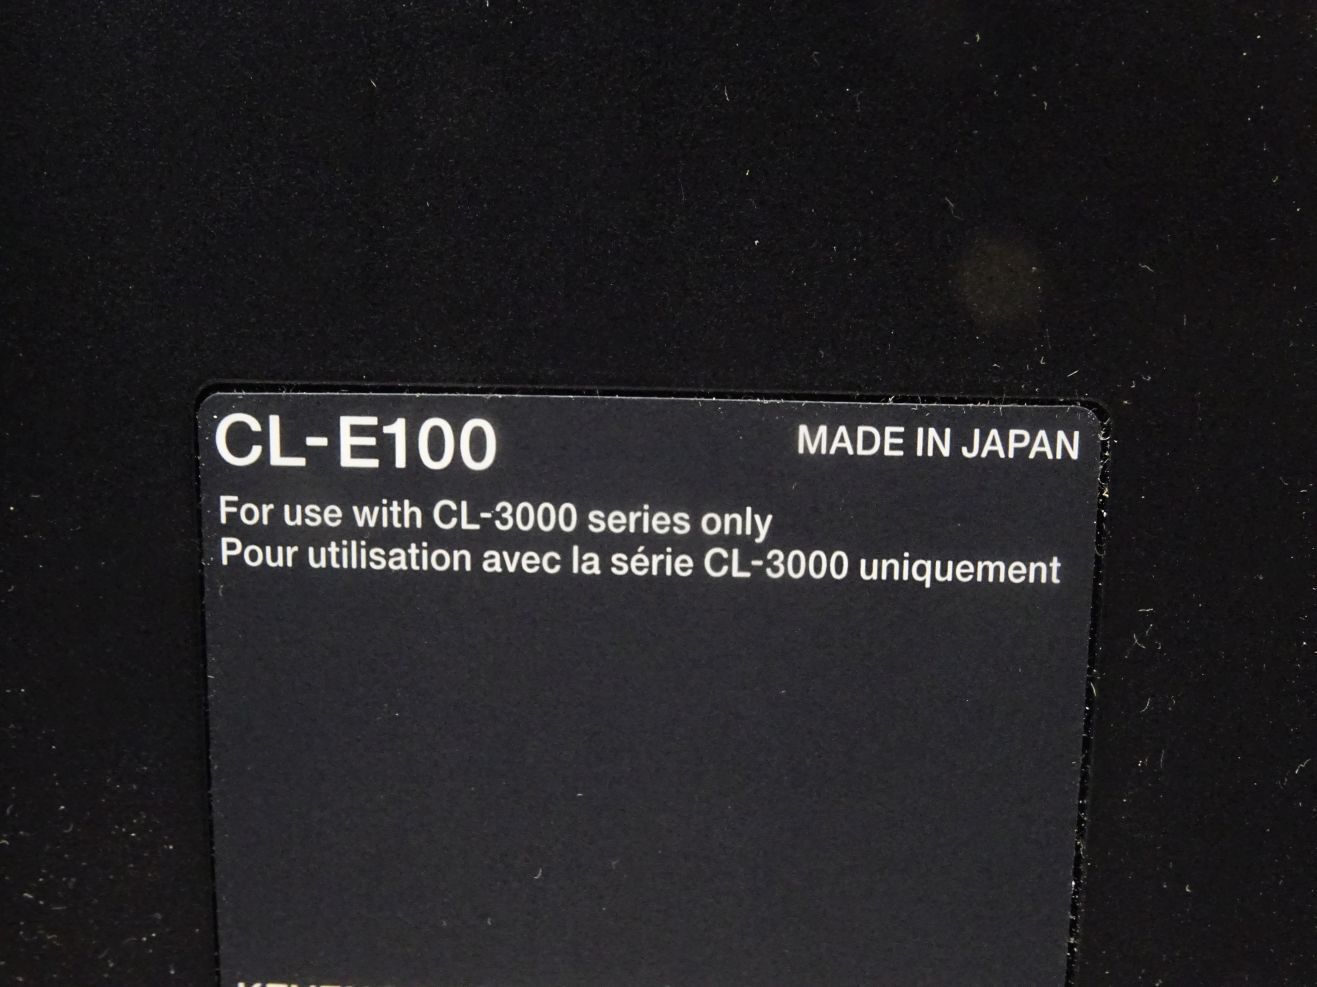 CL-E100 MADE IN JAPAN
For use with CL-3000 series only
Pour utilisation avec la série CL-3000 uniquement